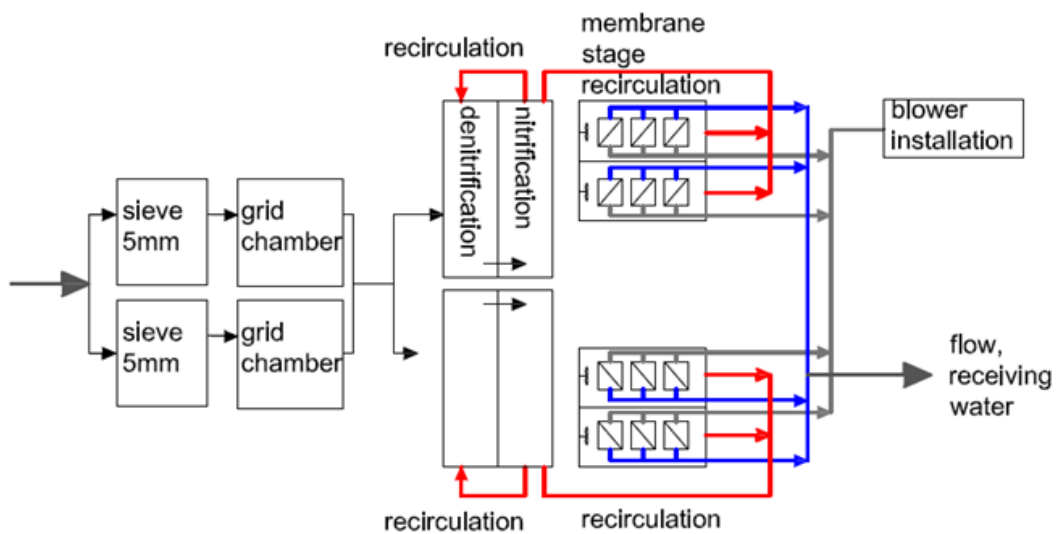 recirculation
membrane
stage
recirculation
denitrification
nitrification
blower
installation
sieve
5mm
grid
chamber
sieve
5mm
grid
chamber
flow,
receiving
water
recirculation
recirculation